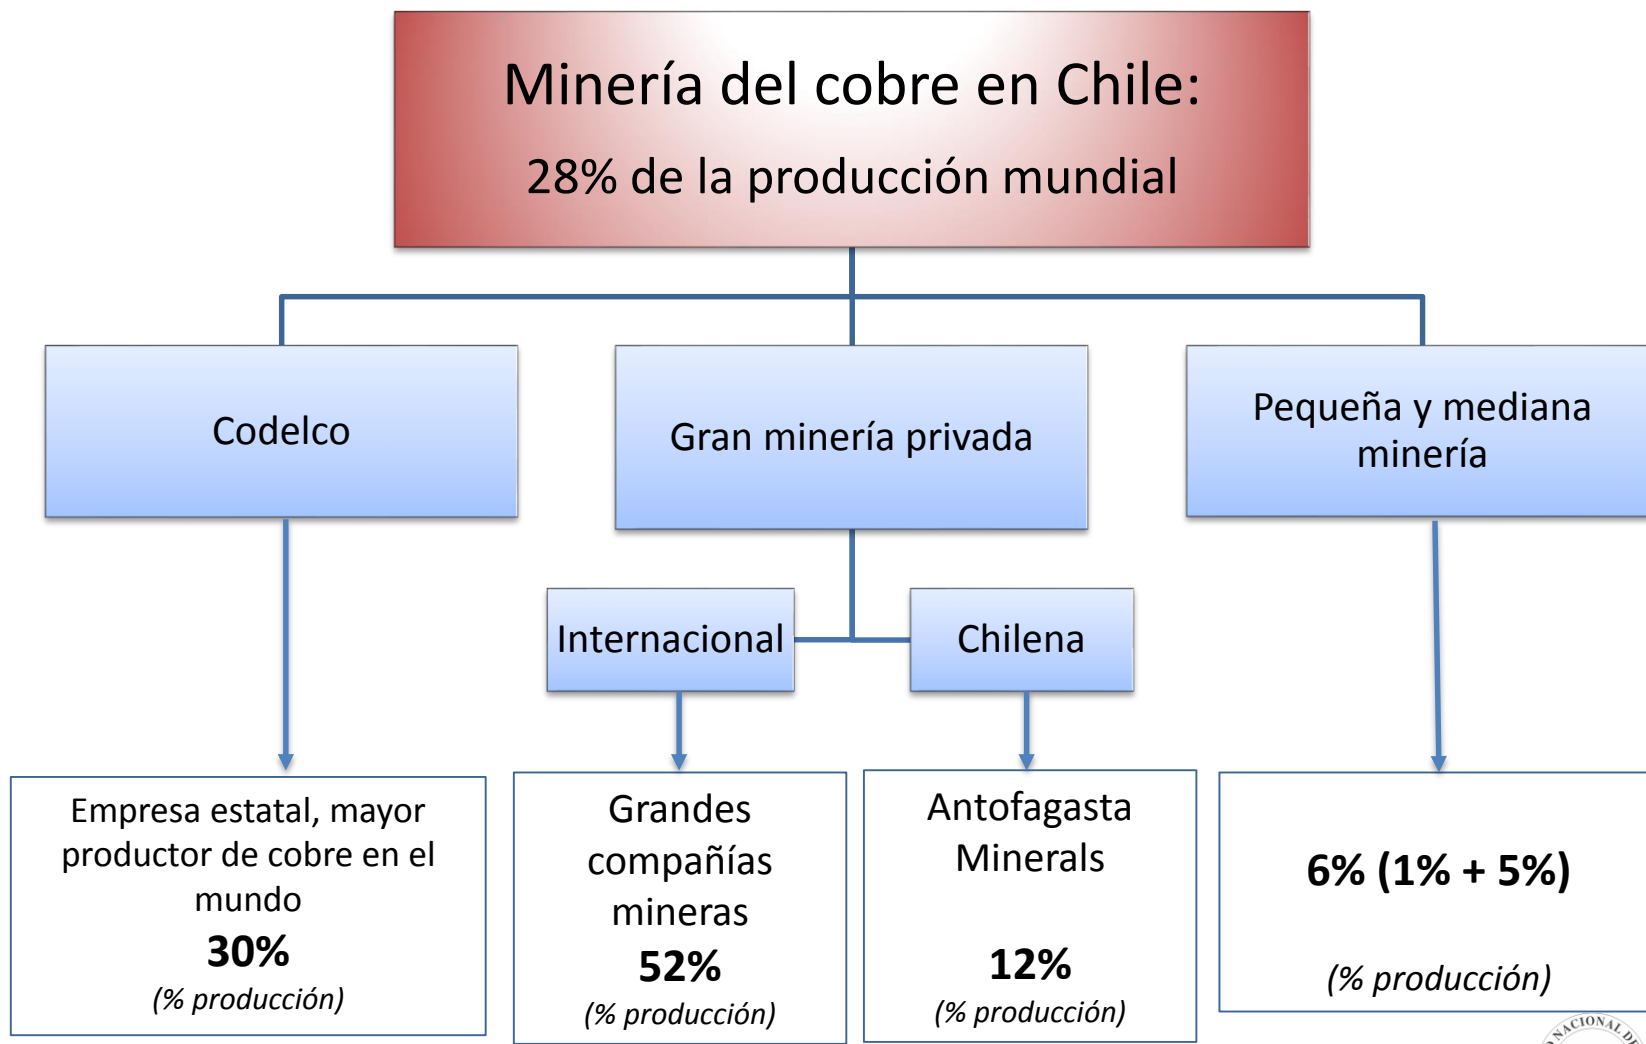 Minería del cobre en Chile:
28% de la producción mundial
Codelco
Gran minería privada
Pequeña y mediana
minería
Internacional
Chilena
Empresa estatal, mayor
productor de cobre en el
mundo
30%
(% producción)
Grandes
compañías
mineras
52%
(% producción)
Antofagasta
Minerals
12%
(% producción)
6% (1% + 5%)
(% producción)
NACIONAL DE